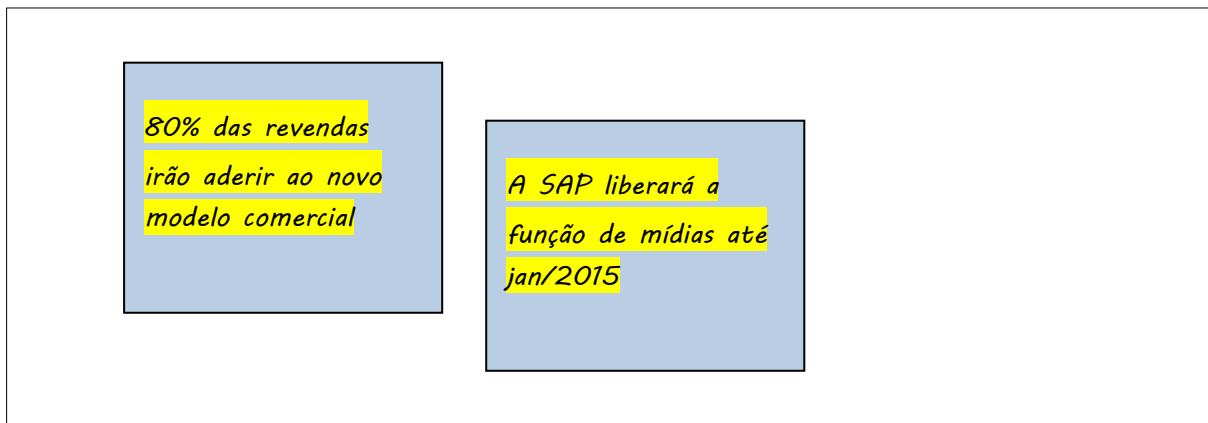 80% das revendas
irão aderir ao novo
modelo comercial
A SAP liberará a
função de mídias até
jan/2015